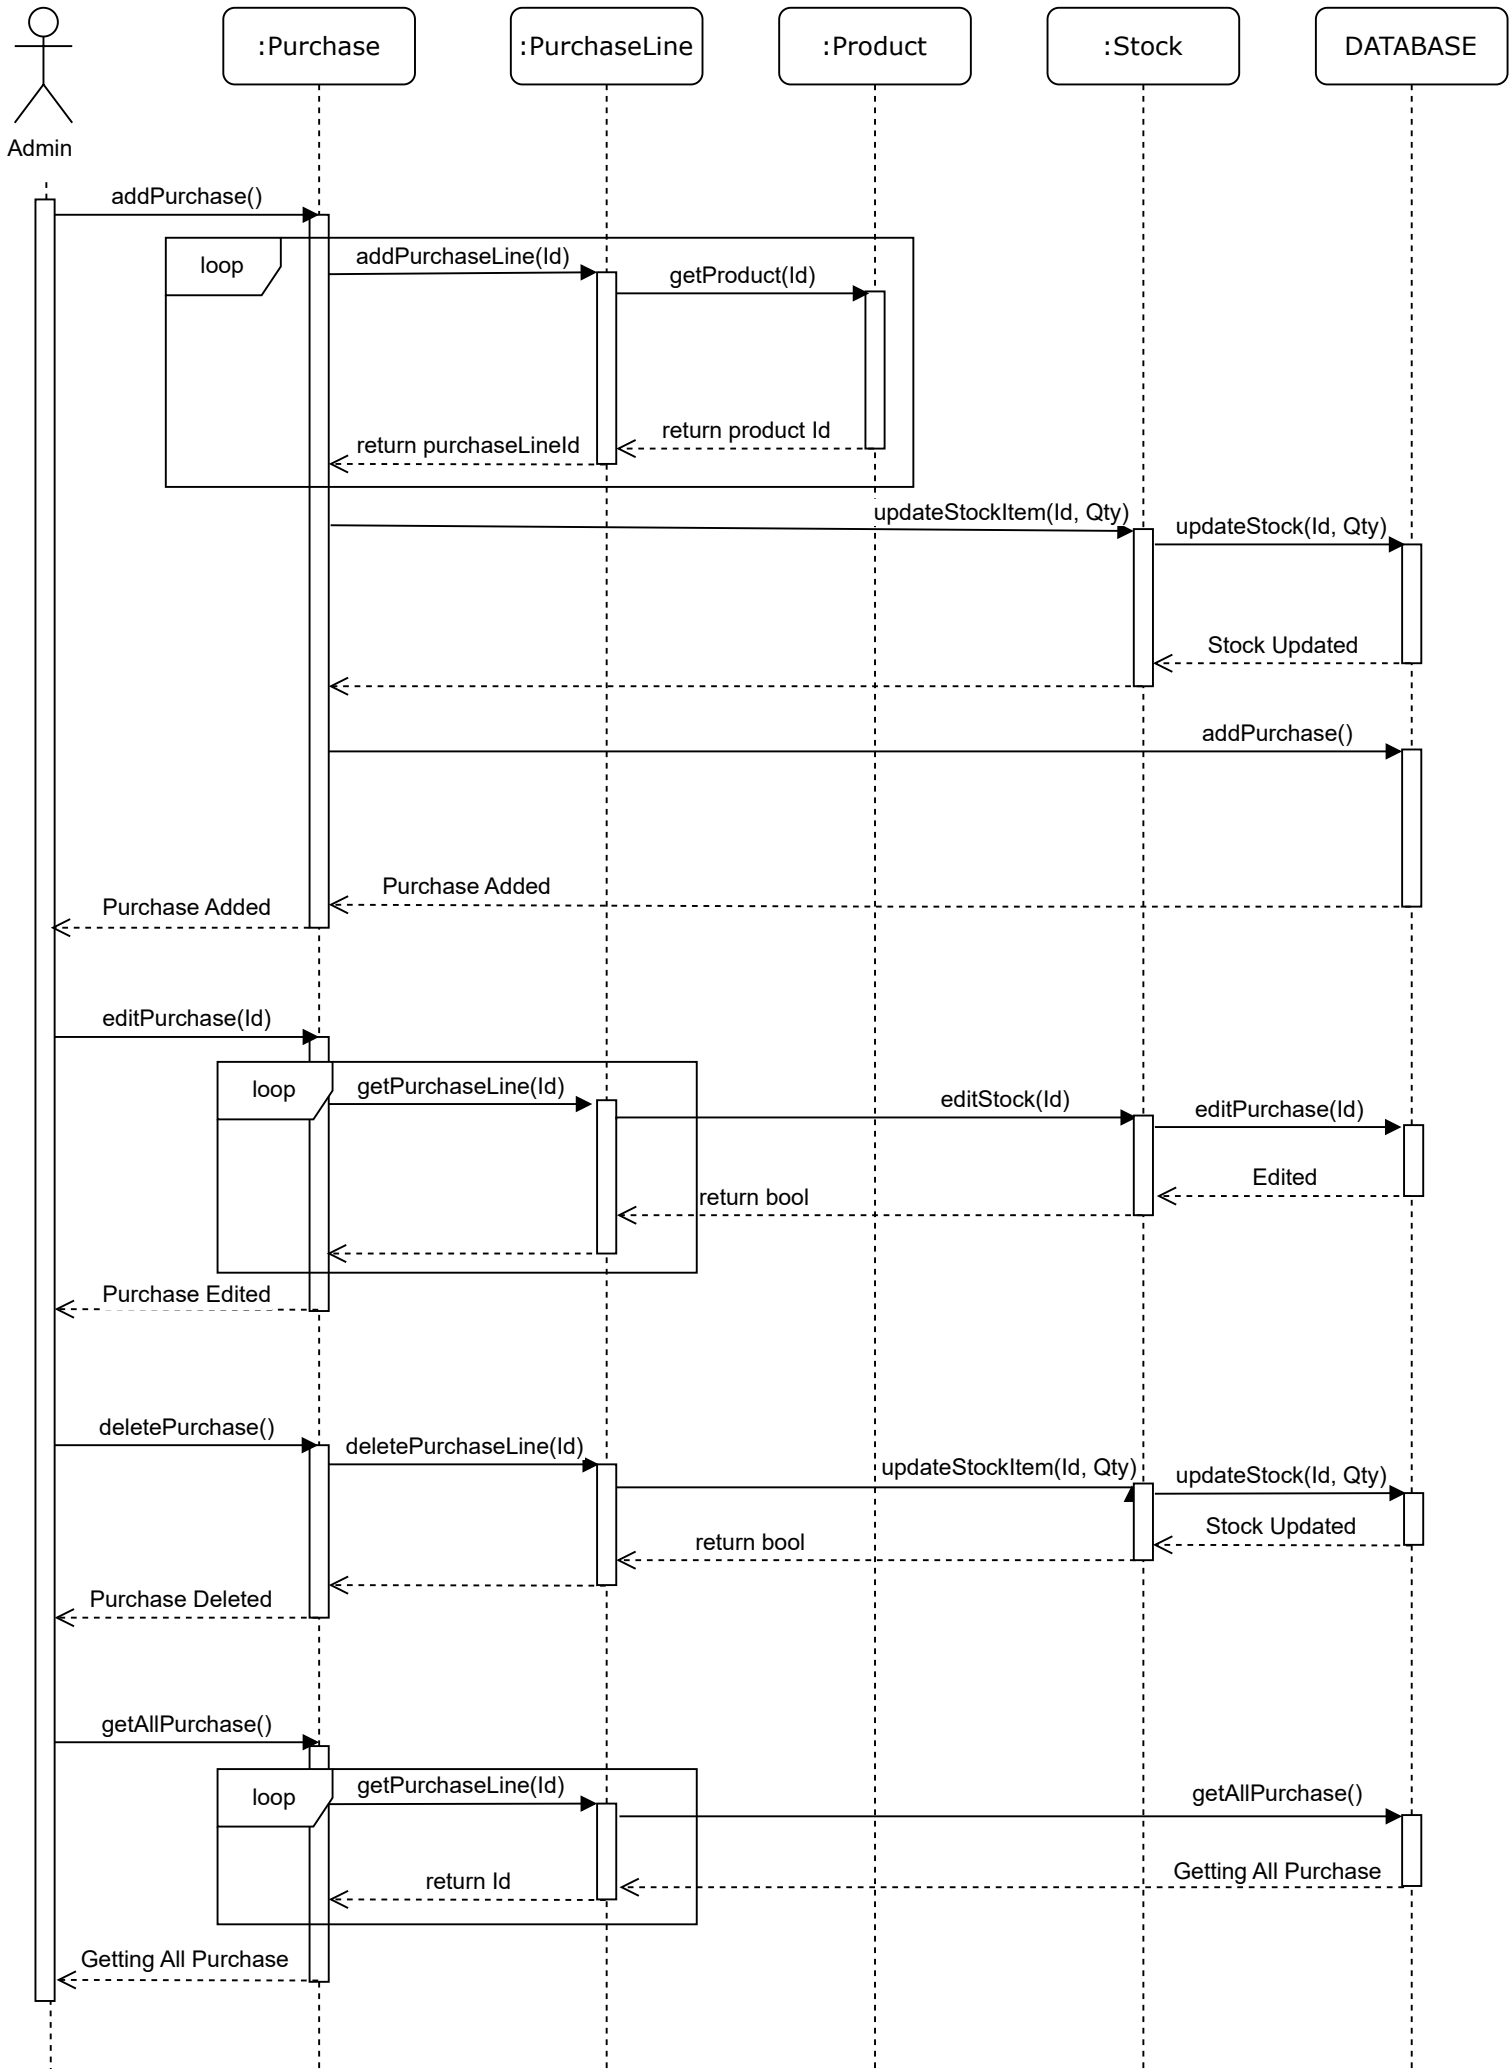 :Purchase
:PurchaseLine
:Product
:Stock
DATABASE
Admin
addPurchase()
loop
addPurchaseLine(Id)
getProduct(Id)
return product Id
return purchaseLineId
updateStockItem(Id, Qty)
updateStock(Id, Qty)
Stock Updated
addPurchase()
Purchase Added
Purchase Added
editPurchase(Id)
loop
getPurchaseLine(Id)
editStock(Id)
editPurchase(Id)
Edited
return bool
Purchase Edited
deletePurchase()
deletePurchaseLine(Id)
updateStockItem(Id, Qty)
updateStock(Id, Qty)
Stock Updated
return bool
Purchase Deleted
getAllPurchase()
loop
getPurchaseLine(Id)
getAllPurchase()
Getting All Purchase
return Id
Getting All Purchase